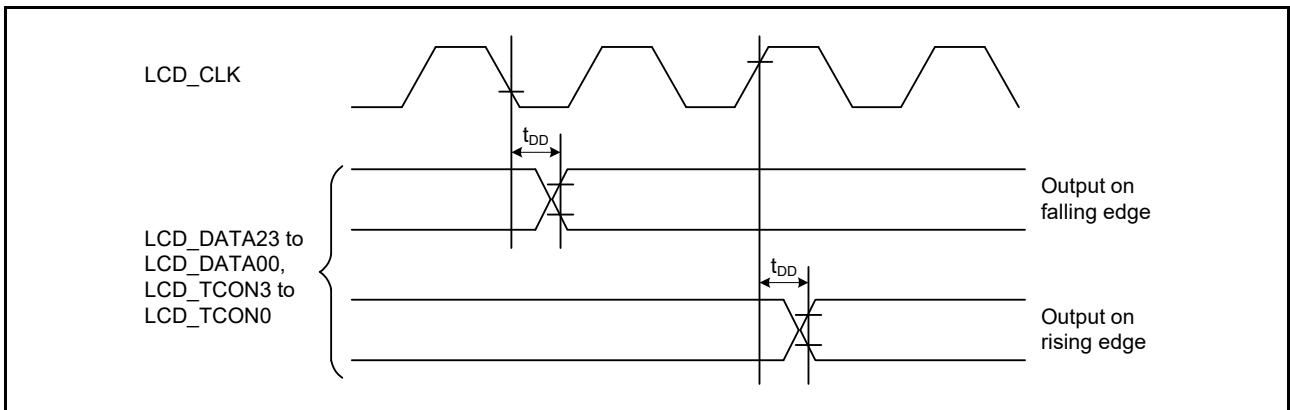 LCD_CLK
tDD
Output on
falling edge
LCD_DATA23 to
LCD_DATA00,
LCD_TCON3 to
LCD_TCON0
tDD
Output on
rising edge